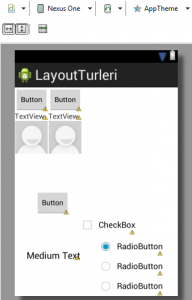 Nexus One AppTheme
LayoutTurleri
Button Button
TextView TextView
Button
CheckBox
RadioButton
Medium Text RadioButton
RadioButton